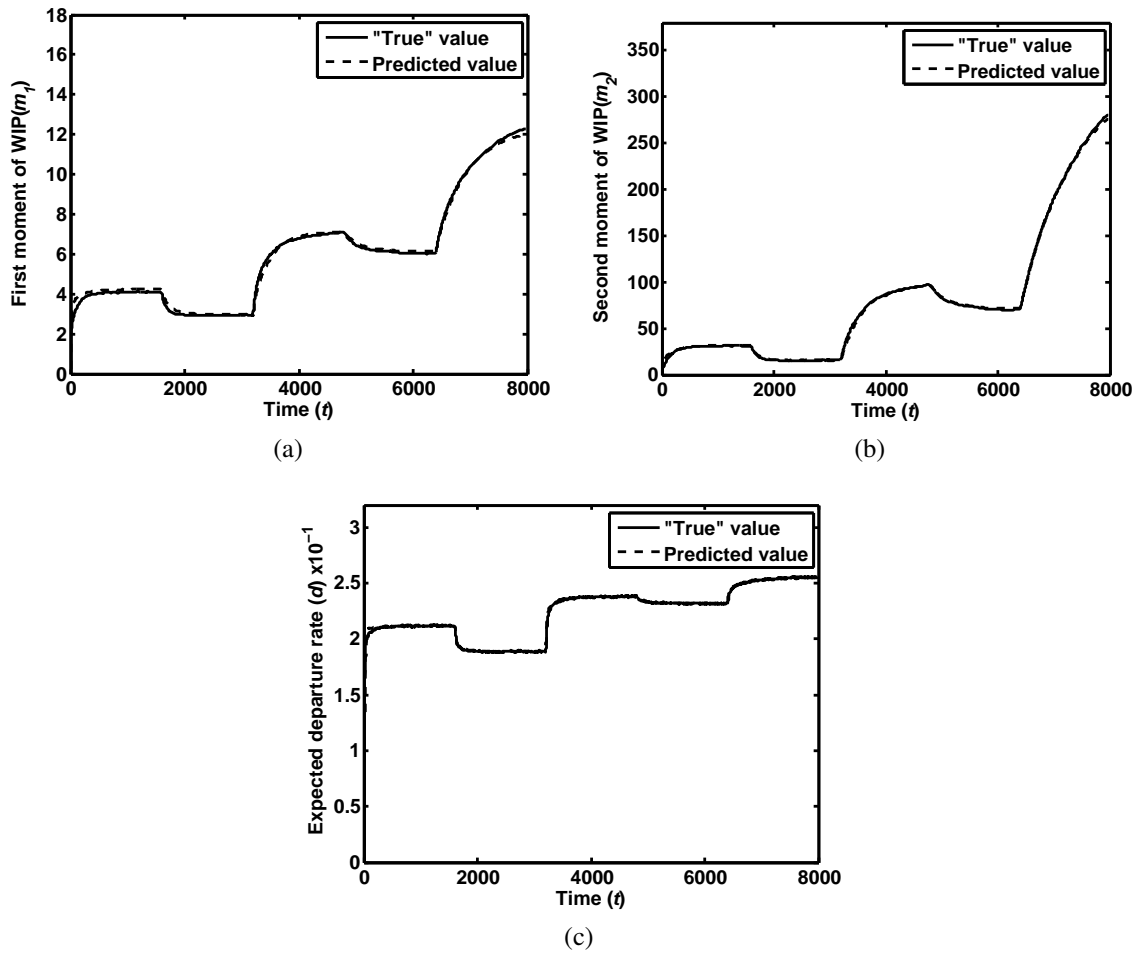 18
16
14
12
10
8
6
4
2
0
First moment of WIP(m1)
"True" value
Predicted value
0 2000 4000 6000 8000
Time (t)
(a)
350
300
250
200
150
100
50
0
Second moment of WIP(m2)
"True" value
Predicted value
0 2000 4000 6000 8000
Time (t)
(b)
3
2.5
2
1.5
1
0.5
0
Expected departure rate (d) x10−1
"True" value
Predicted value
0 2000 4000 6000 8000
Time (t)
(c)